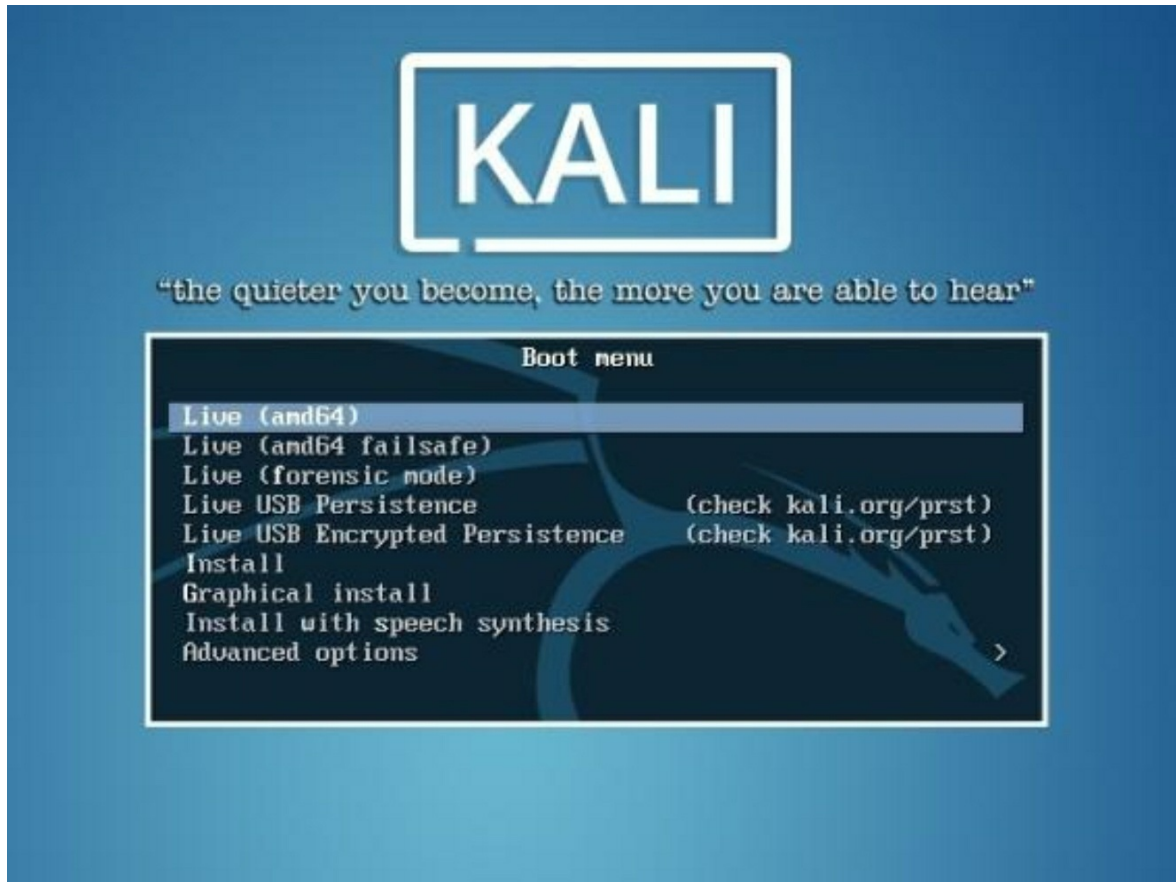 KALI
“the quieter you become, the more you are able to hear”
Boot menu
Live (amd64)
Live (amd64 failsafe)
Live (forensic mode)
Live USB Persistence (check kali.org/prst)
Live USB Encrypted Persistence (check kali.org/prst)
Install
Graphical install
Install with speech synthesis
Advanced options >